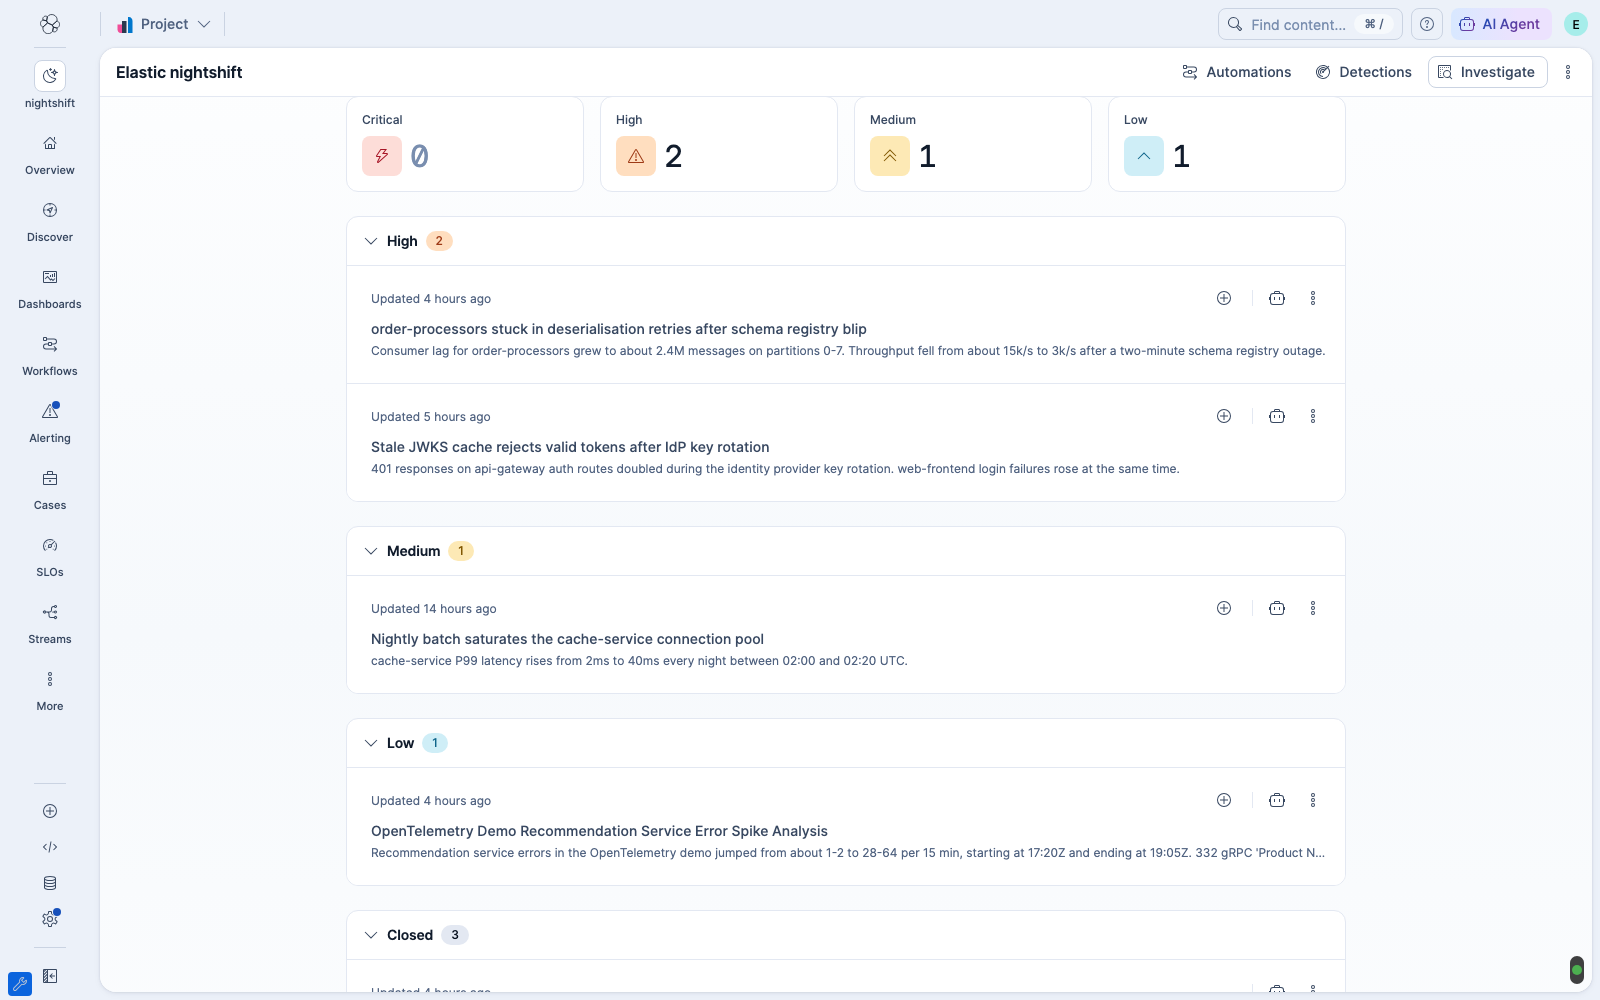 Project
Find content...
⌘ /
AI Agent
E
Elastic nightshift
Automations
Detections
Investigate
nightshift
Overview
Discover
Dashboards
Workflows
Alerting
Cases
SLOs
Streams
More
Critical
0
High
2
Medium
1
Low
1
High 2
Updated 4 hours ago
order-processors stuck in deserialisation retries after schema registry blip
Consumer lag for order-processors grew to about 2.4M messages on partitions 0-7. Throughput fell from about 15k/s to 3k/s after a two-minute schema registry outage.
Updated 5 hours ago
Stale JWKS cache rejects valid tokens after IdP key rotation
401 responses on api-gateway auth routes doubled during the identity provider key rotation. web-frontend login failures rose at the same time.
Medium 1
Updated 14 hours ago
Nightly batch saturates the cache-service connection pool
cache-service P99 latency rises from 2ms to 40ms every night between 02:00 and 02:20 UTC.
Low 1
Updated 4 hours ago
OpenTelemetry Demo Recommendation Service Error Spike Analysis
Recommendation service errors in the OpenTelemetry demo jumped from about 1-2 to 28-64 per 15 min, starting at 17:20Z and ending at 19:05Z. 332 gRPC 'Product N...
Closed 3
Updated 4 hours ago